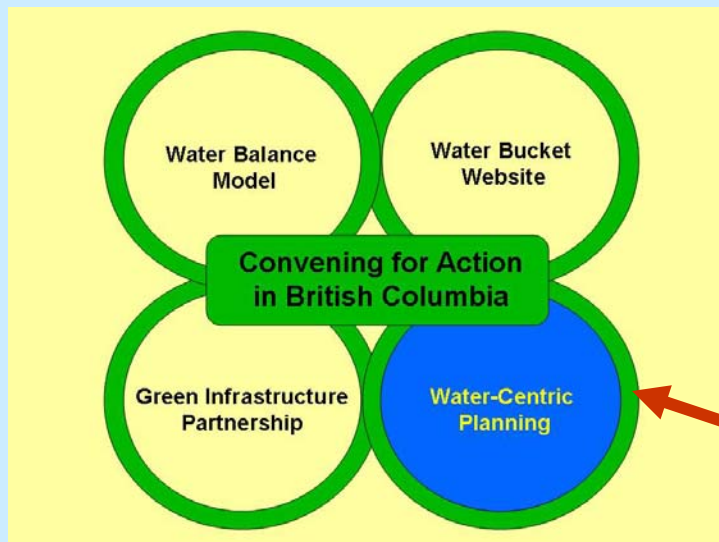 Water Balance
Model
Water Bucket
Website
Convening for Action
in British Columbia
Green Infrastructure
Partnership
Water-Centric
Planning